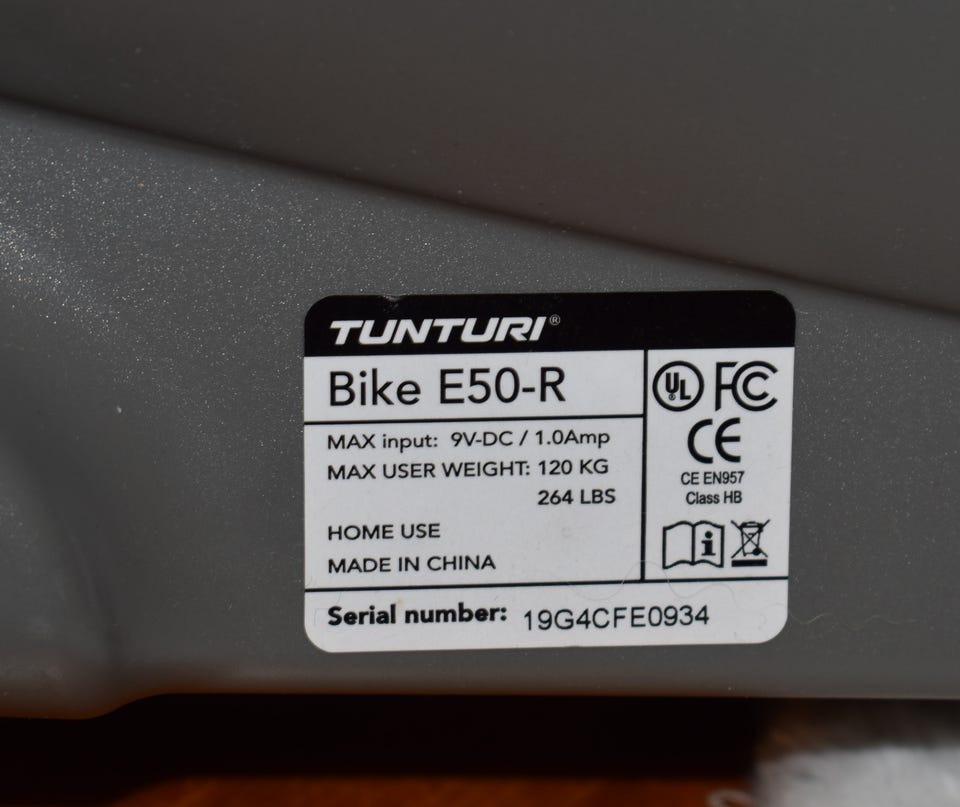 TUNTURI®
Bike E50-R
MAX input: 9V-DC / 1.0Amp
MAX USER WEIGHT: 120 KG
264 LBS
HOME USE
MADE IN CHINA
UL® FC
CE
CE EN957
Class HB
i
Serial number: 19G4CFE0934